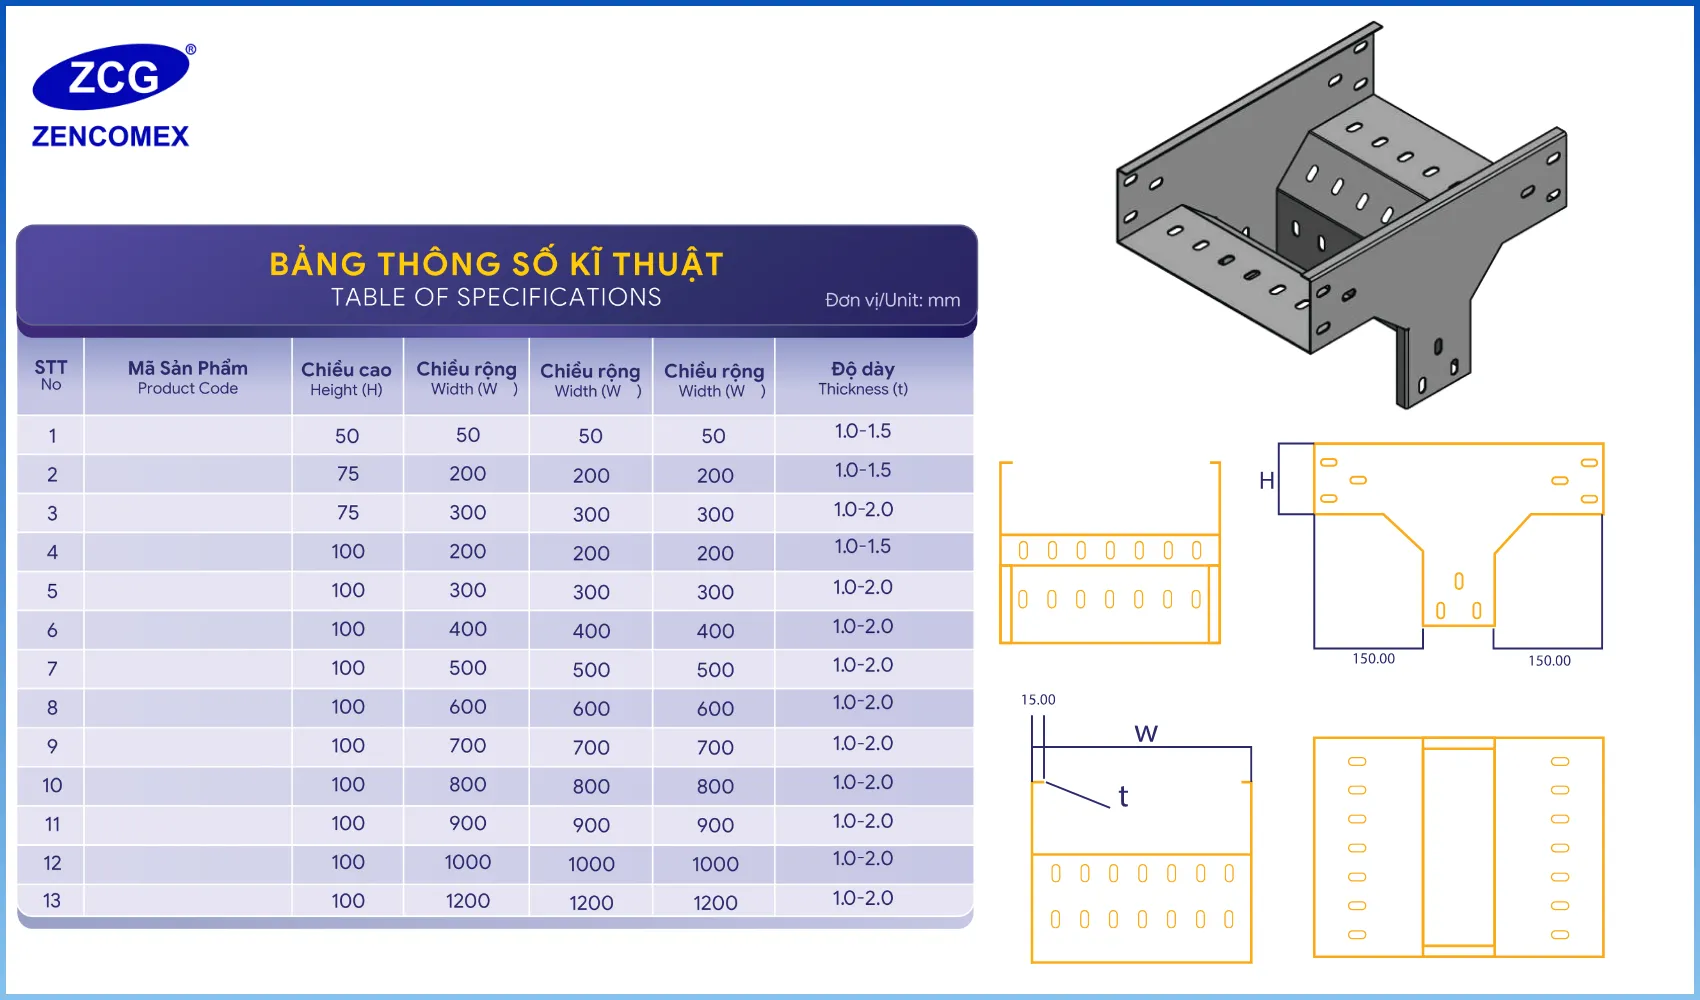 ZCG®
ZENCOMEX
BẢNG THÔNG SỐ KĨ THUẬT
TABLE OF SPECIFICATIONS
Đơn vị/Unit: mm
STT Mã Sản Phẩm Chiều cao Chiều rộng Chiều rộng Chiều rộng Độ dày
No Product Code Height (H) Width (W ) Width (W ) Width (W ) Thickness (t)
1 50 50 50 50 1.0-1.5
2 75 200 200 200 1.0-1.5
3 75 300 300 300 1.0-2.0
4 100 200 200 200 1.0-1.5
5 100 300 300 300 1.0-2.0
6 100 400 400 400 1.0-2.0
7 100 500 500 500 1.0-2.0
8 100 600 600 600 1.0-2.0
9 100 700 700 700 1.0-2.0
10 100 800 800 800 1.0-2.0
11 100 900 900 900 1.0-2.0
12 100 1000 1000 1000 1.0-2.0
13 100 1200 1200 1200 1.0-2.0
H
150.00 150.00
15.00
W
t